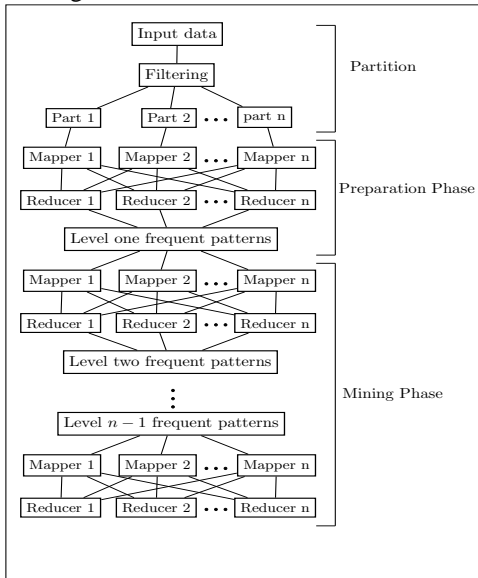 Input data
Filtering
Partition
Part 1 Part 2 ... part n
Mapper 1 Mapper 2 ... Mapper n
Preparation Phase
Reducer 1 Reducer 2 ... Reducer n
Level one frequent patterns
Mapper 1 Mapper 2 ... Mapper n
Reducer 1 Reducer 2 ... Reducer n
Level two frequent patterns
Mining Phase
Level n − 1 frequent patterns
Mapper 1 Mapper 2 ... Mapper n
Reducer 1 Reducer 2 ... Reducer n